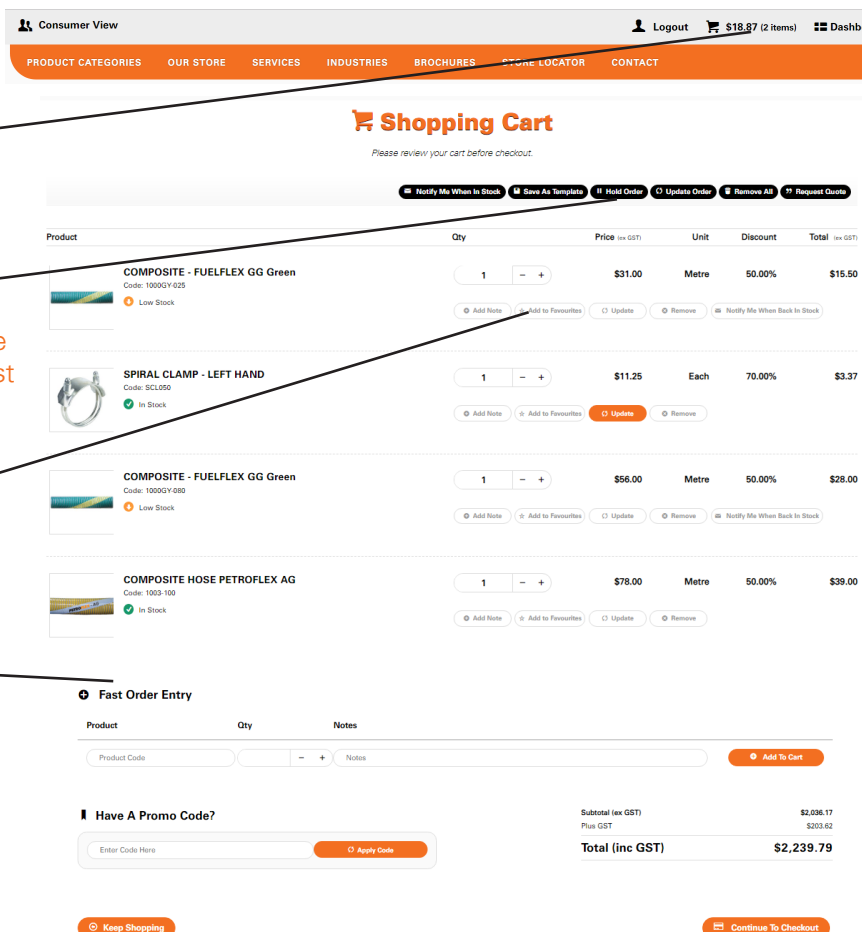 Consumer View Logout $18.87 (2 items) Dashb
PRODUCT CATEGORIES OUR STORE SERVICES INDUSTRIES BROCHURES STORE LOCATOR CONTACT
Shopping Cart
Please review your cart before checkout.
Notify Me When In Stock Save As Template Hold Order Update Order Remove All Request Quote
Product Qty Price (ex GST) Unit Discount Total (ex GST)
COMPOSITE - FUELFLEX GG Green
Code: 1000GY-025
Low Stock
1 - + $31.00 Metre 50.00% $15.50
Add Note Add to Favourites Update Remove Notify Me When Back In Stock
e
st
SPIRAL CLAMP - LEFT HAND
Code: SCL050
In Stock
1 - + $11.25 Each 70.00% $3.37
Add Note Add to Favourites Update Remove
COMPOSITE - FUELFLEX GG Green
Code: 1000GY-080
Low Stock
1 - + $56.00 Metre 50.00% $28.00
Add Note Add to Favourites Update Remove Notify Me When Back In Stock
COMPOSITE HOSE PETROFLEX AG
Code: 1003-100
In Stock
1 - + $78.00 Metre 50.00% $39.00
Add Note Add to Favourites Update Remove
Fast Order Entry
Product Qty Notes
Product Code - + Notes Add To Cart
Have A Promo Code?
Enter Code Here Apply Code
Subtotal (ex GST) $2,036.17
Plus GST $203.62
Total (inc GST) $2,239.79
Keep Shopping Continue To Checkout